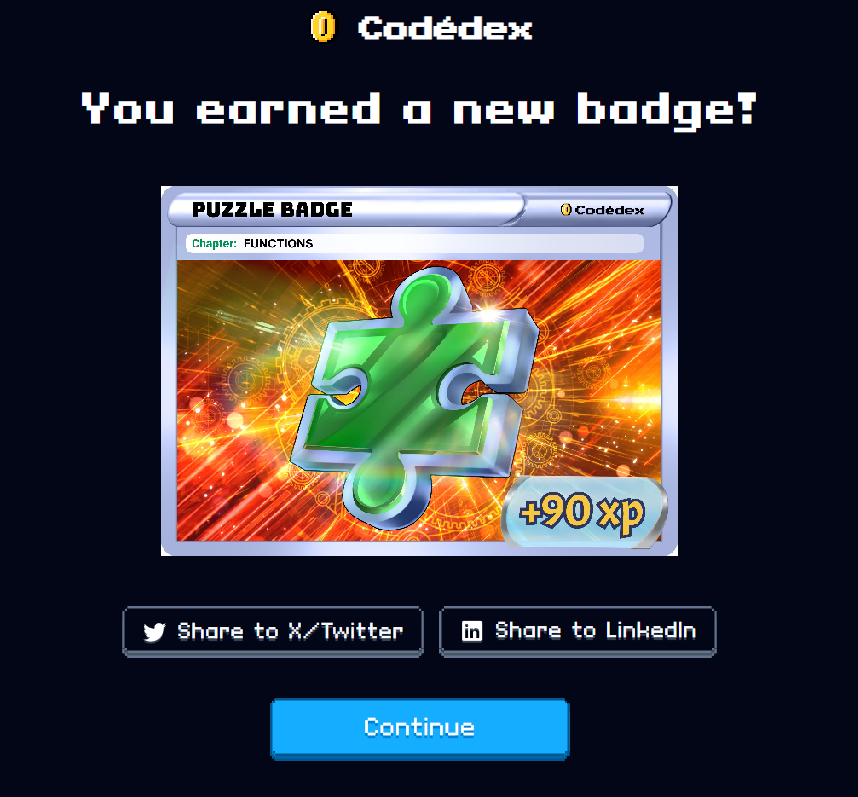 Codédex
You earned a new badge!
PUZZLE BADGE
Codédex
Chapter: FUNCTIONS
+90 xp
Share to X/Twitter
in Share to LinkedIn
Continue